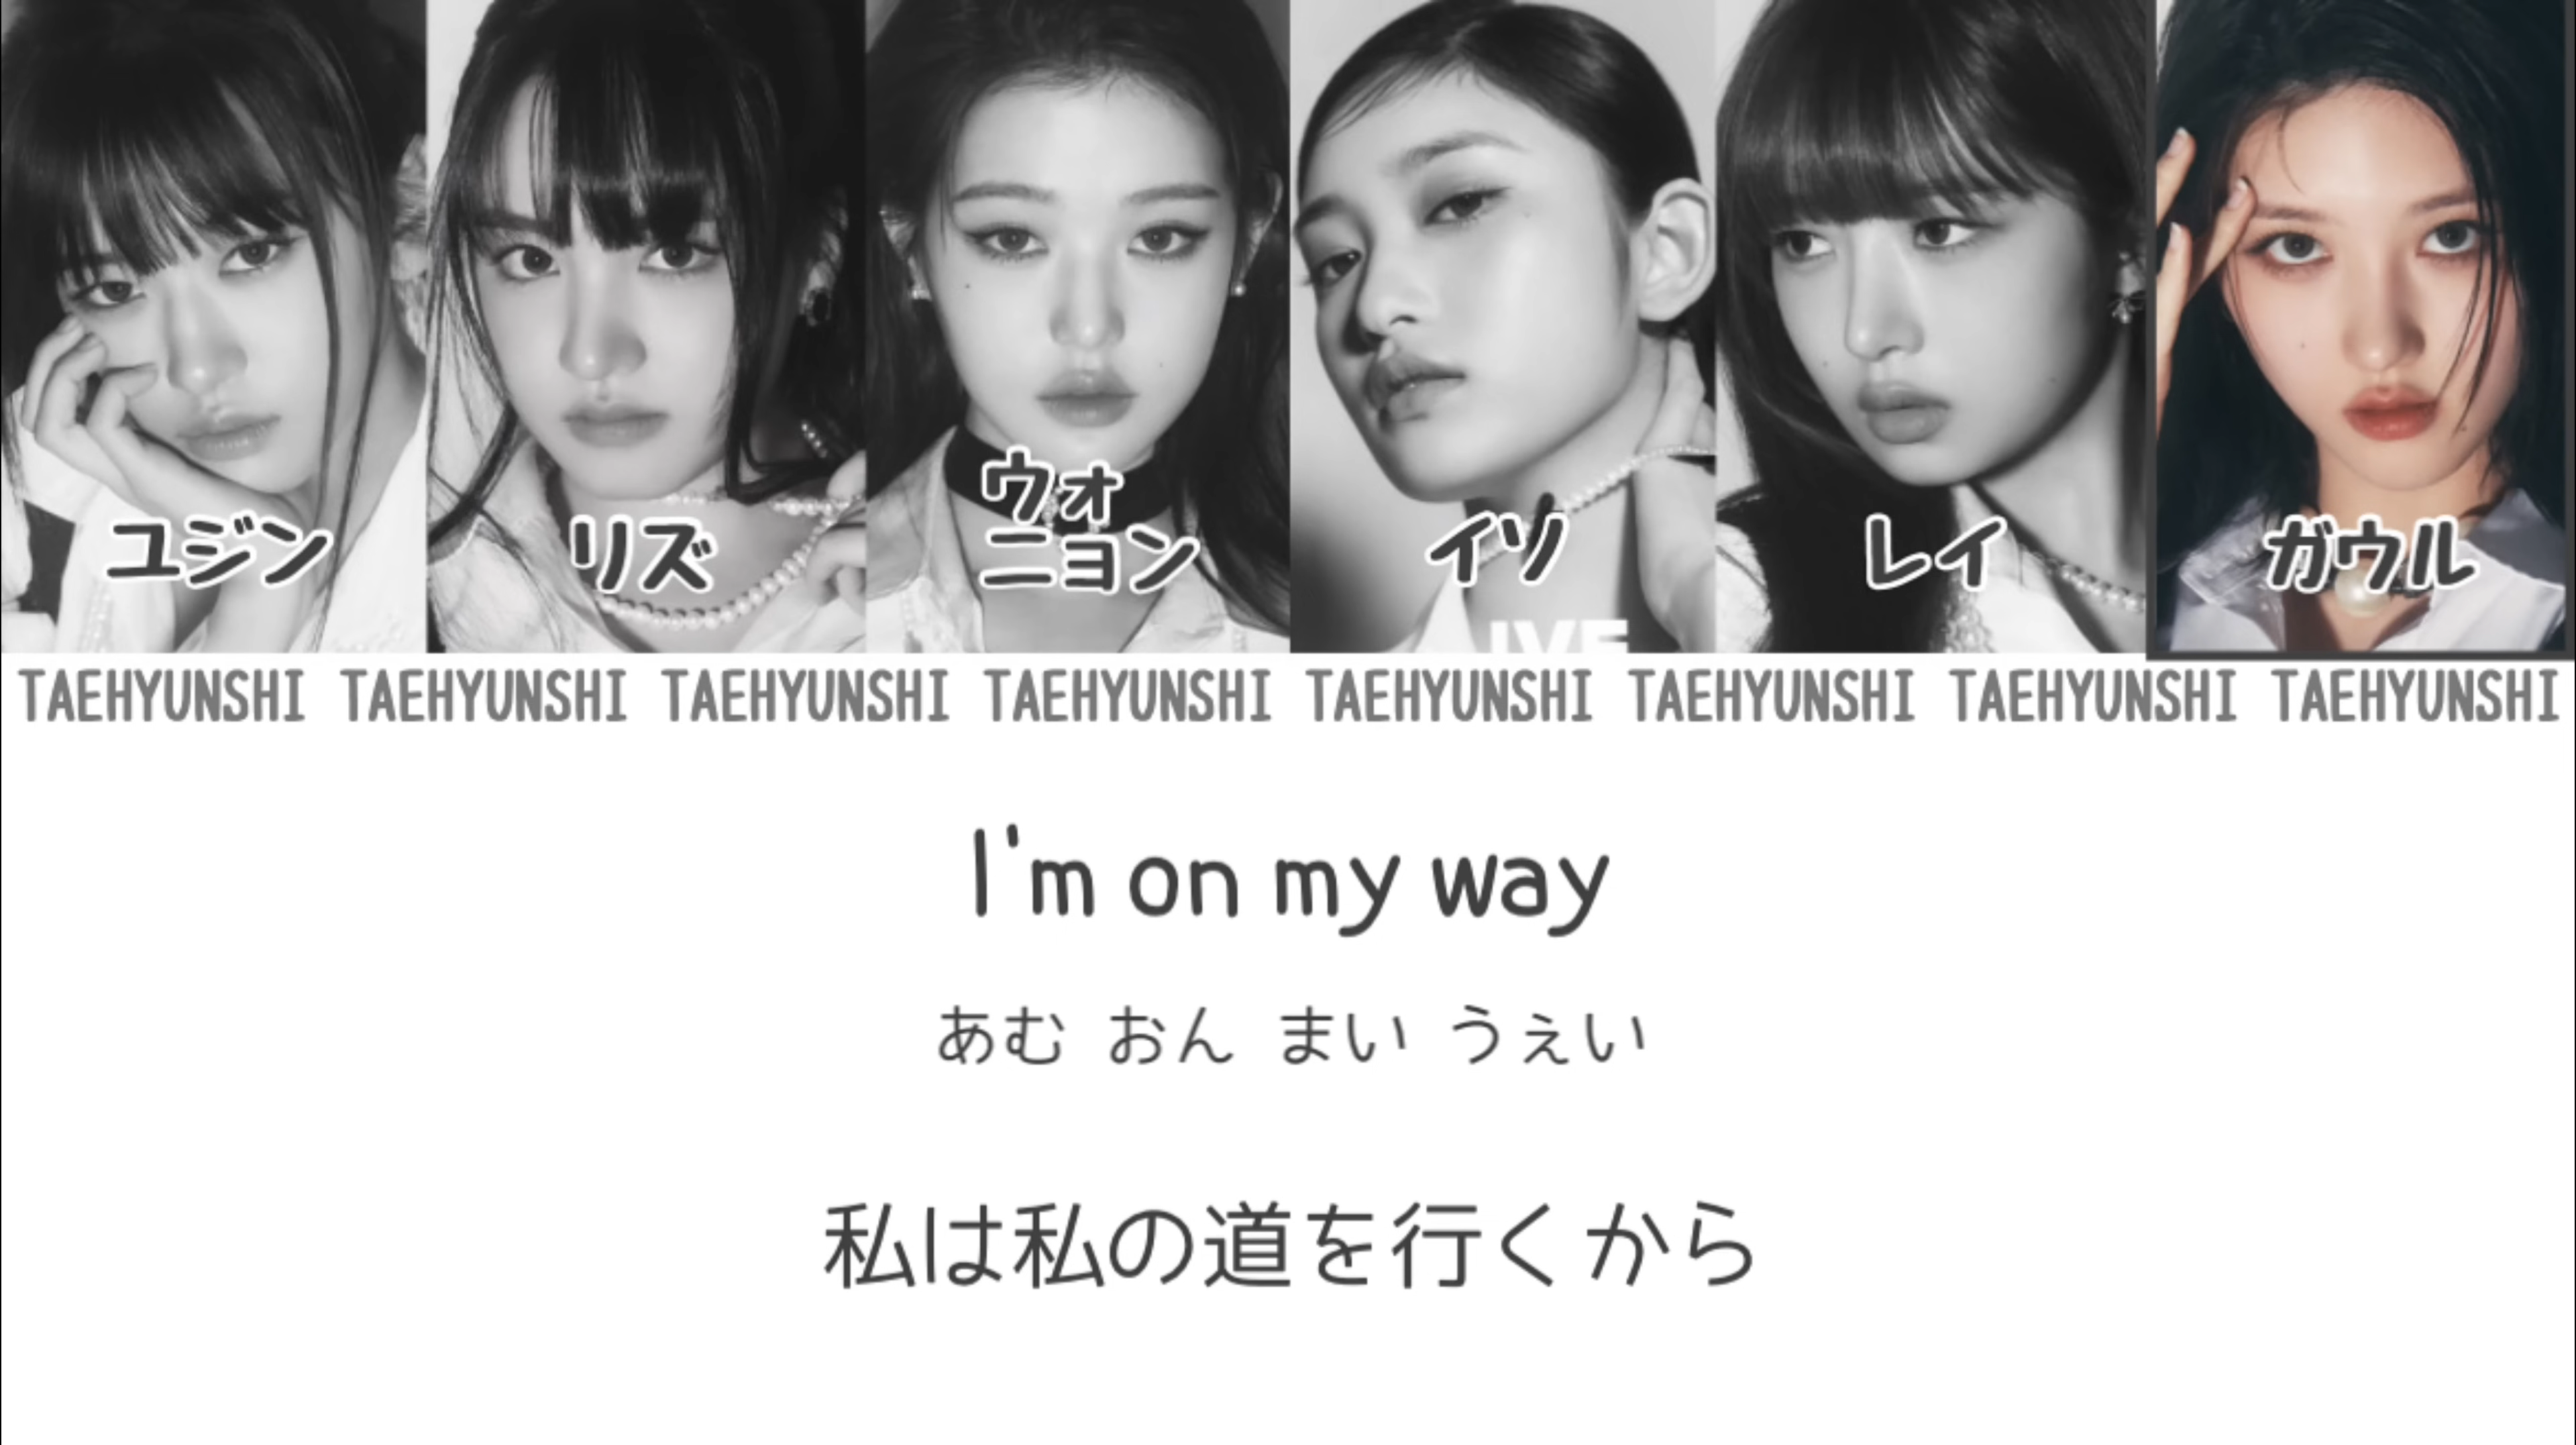 ユジン
リズ
ウォ
ニョン
イソ
レイ
ガウル
IVE
TAEHYUNSHI TAEHYUNSHI TAEHYUNSHI TAEHYUNSHI TAEHYUNSHI TAEHYUNSHI TAEHYUNSHI TAEHYUNSHI
I'm on my way
あむ おん まい うぇい
私は私の道を行くから